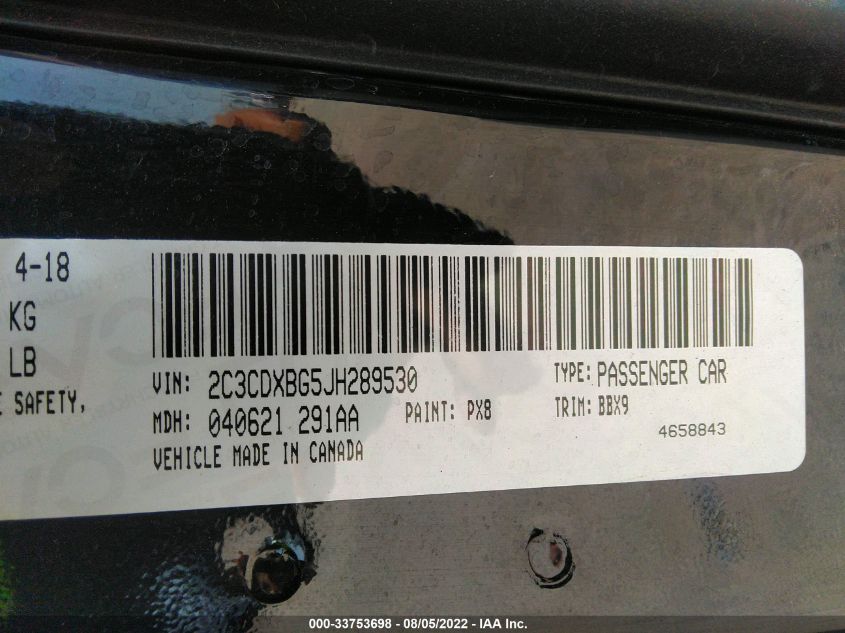 4-18
KG
LB
E SAFETY,
VIN: 2C3CDXBG5JH289530 TYPE: PASSENGER CAR
MDH: 040621 291AA PAINT: PX8 TRIM: BBX9
VEHICLE MADE IN CANADA 4658843
000-33753698 - 08/05/2022 - IAA Inc.